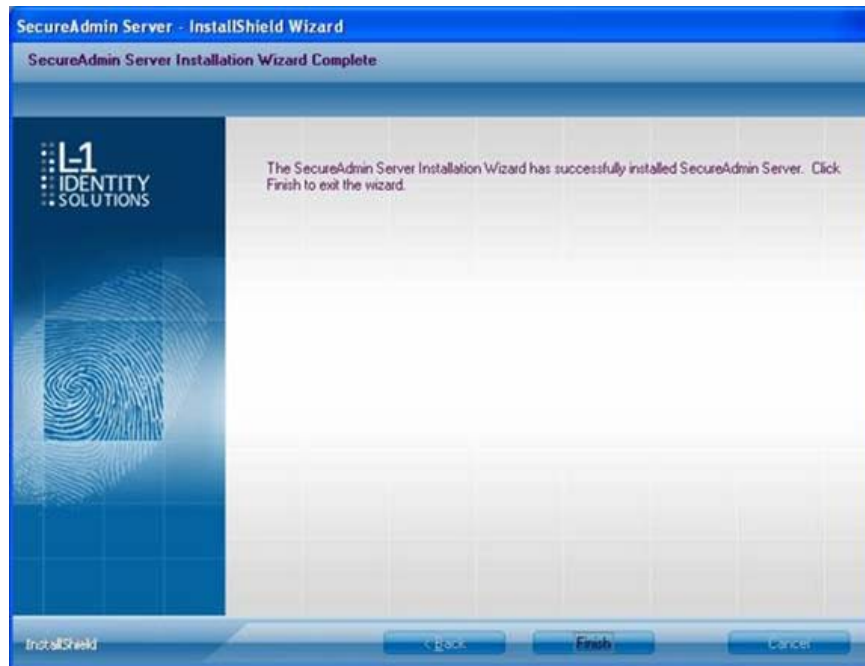 SecureAdmin Server - InstallShield Wizard
SecureAdmin Server Installation Wizard Complete
L-1
IDENTITY
SOLUTIONS
The SecureAdmin Server Installation Wizard has successfully installed SecureAdmin Server. Click
Finish to exit the wizard.
InstallShield
< Back
Finish
Cancel